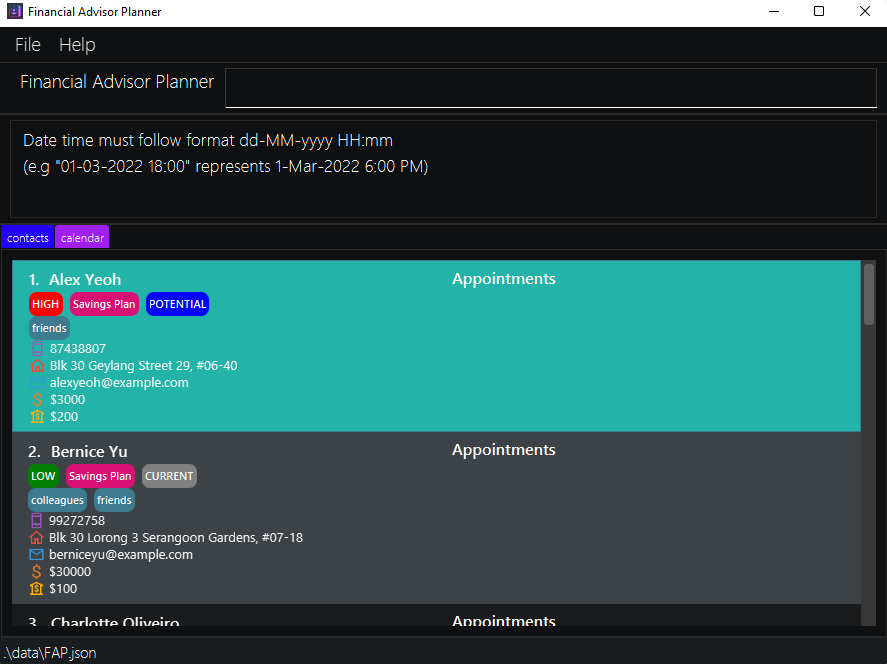 Financial Advisor Planner
File Help
Financial Advisor Planner
Date time must follow format dd-MM-yyyy HH:mm
(e.g "01-03-2022 18:00" represents 1-Mar-2022 6:00 PM)
contacts calendar
1. Alex Yeoh Appointments
HIGH Savings Plan POTENTIAL
friends
87438807
Blk 30 Geylang Street 29, #06-40
alexyeoh@example.com
$3000
$200
2. Bernice Yu Appointments
LOW Savings Plan CURRENT
colleagues friends
99272758
Blk 30 Lorong 3 Serangoon Gardens, #07-18
berniceyu@example.com
$30000
$100
3. Charlotte Oliveiro Appointments
.\data\FAP.json